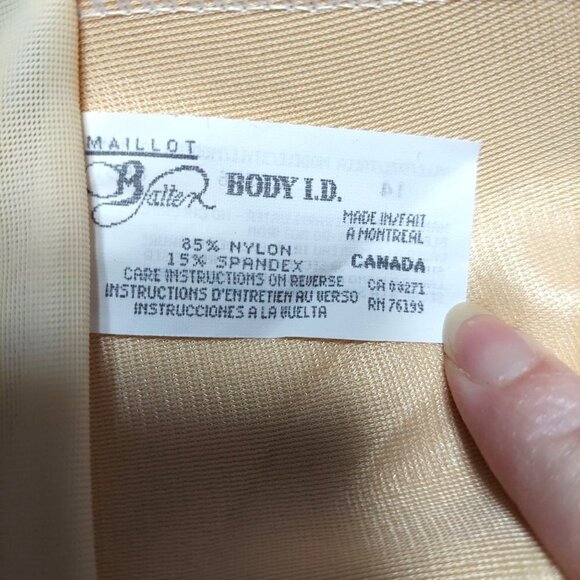 MAILLOT
Balter BODY I.D.
MADE IN/FAIT
A MONTREAL
85% NYLON
15% SPANDEX
CANADA
CARE INSTRUCTIONS ON REVERSE
CA 00271
INSTRUCTIONS D'ENTRETIEN AU VERSO
RN 76199
INSTRUCCIONES A LA VUELTA
14